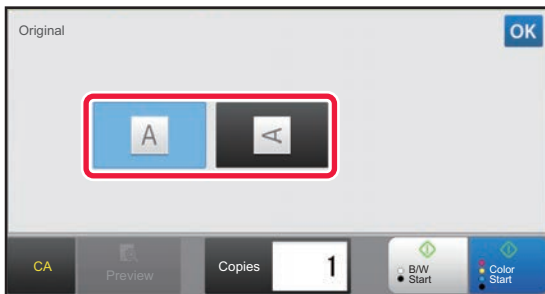 Original
OK
A
A
CA
Preview
Copies
1
B/W
Start
Color
Start